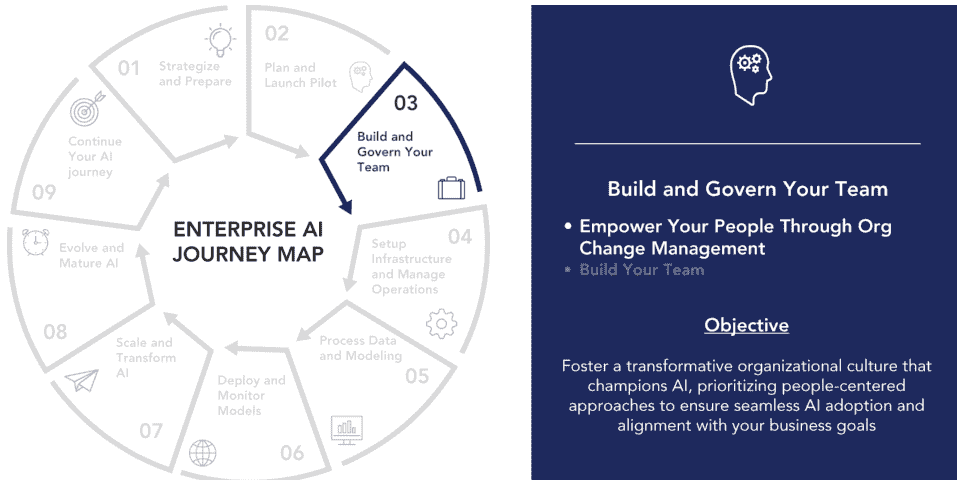 01
Strategize
and Prepare
02
Plan and
Launch Pilot
03
Build and
Govern Your
Team
04
Setup
Infrastructure
and Manage
Operations
Process Data
and Modeling
05
Deploy and
Monitor
Models
06
Scale and
Transform
AI
07
Evolve and
Mature AI
08
Continue
Your AI
journey
09
ENTERPRISE AI
JOURNEY MAP
Build and Govern Your Team
• Empower Your People Through Org
Change Management
• Build Your Team
Objective
Foster a transformative organizational culture that
champions AI, prioritizing people-centered
approaches to ensure seamless AI adoption and
alignment with your business goals